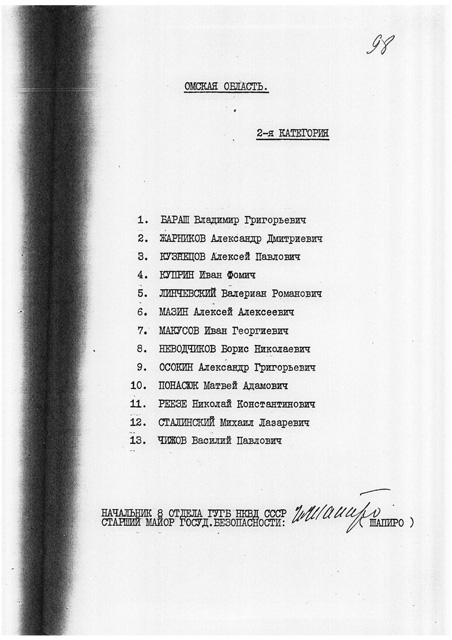 98
ОМСКАЯ ОБЛАСТЬ.
2-я КАТЕГОРИЯ
1. БАРАШ Владимир Григорьевич
2. ЖАРНИКОВ Александр Дмитриевич
3. КУЗНЕЦОВ Алексей Павлович
4. КУПРИН Иван Фомич
5. ЛИНЧЕВСКИЙ Валериан Романович
6. МАЗИН Алексей Алексеевич
7. МАКУСОВ Иван Георгиевич
8. НЕВОДЧИКОВ Борис Николаевич
9. ОСОКИН Александр Григорьевич
10. ПОНАСЮК Матвей Адамович
11. РЕЕЗЕ Николай Константинович
12. СТАЛИНСКИЙ Михаил Лазаревич
13. ЧИЖОВ Василий Павлович
НАЧАЛЬНИК 8 ОТДЕЛА ГУГБ НКВД СССР
СТАРШИЙ МАЙОР ГОСУД.БЕЗОПАСНОСТИ: Шапиро ( ШАПИРО )